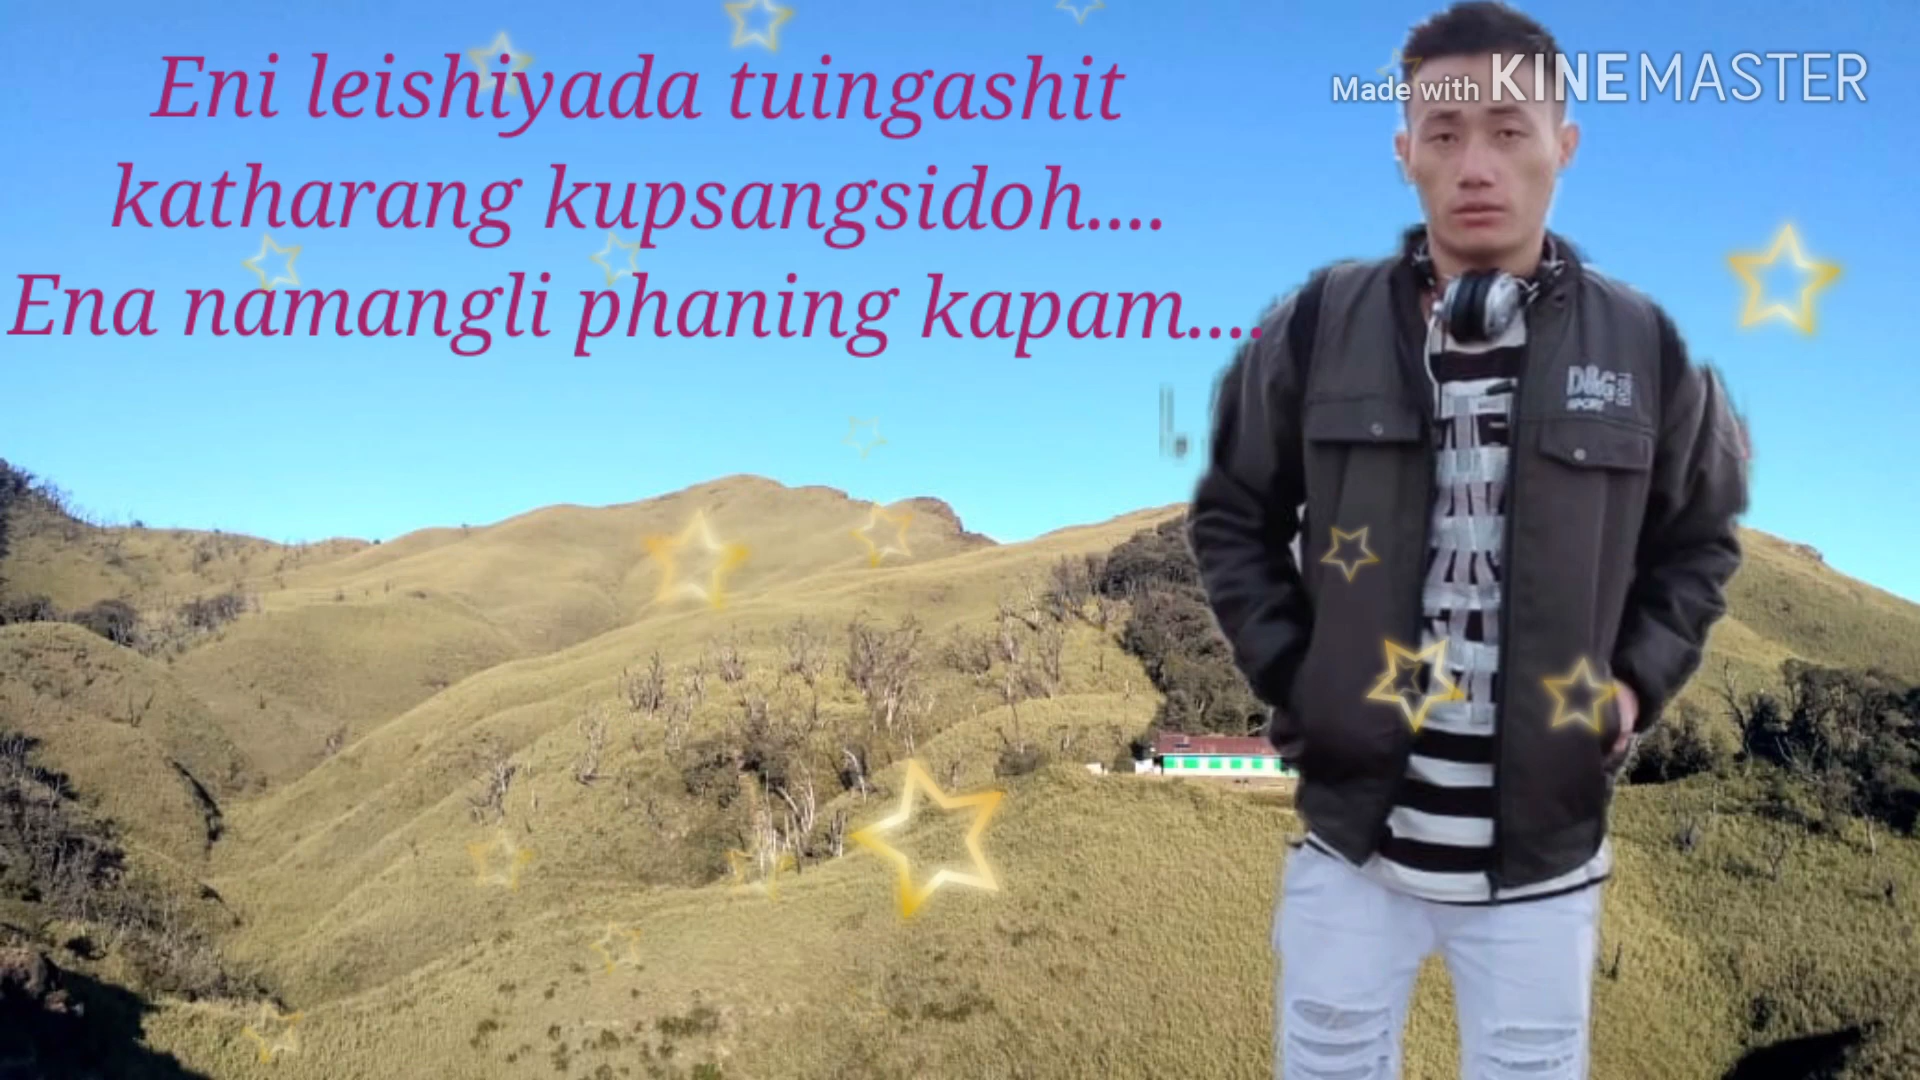 Eni leishiyada tuingashit
katharang kupsangsidoh....
Ena namangli phaning kapam....
Made with KINEMASTER
D&G
SPORT